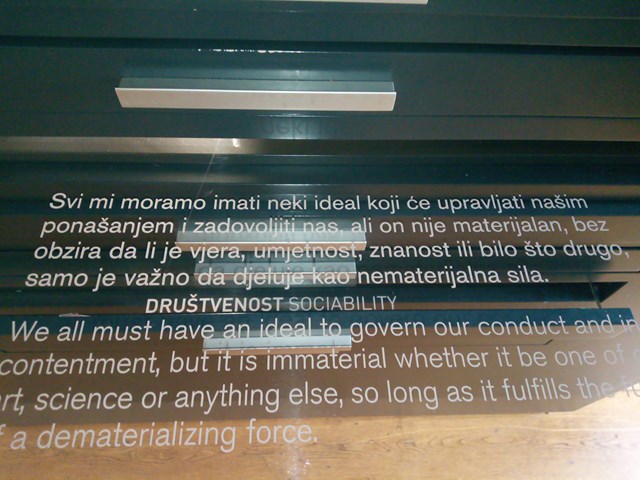 Svi mi moramo imati neki ideal koji će upravljati našim
ponašanjem i zadovoljiti nas, ali on nije materijalan, bez
obzira da li je vjera, umjetnost, znanost ili bilo što drugo,
samo je važno da djeluje kao nematerijalna sila.
DRUŠTVENOST SOCIABILITY
We all must have an ideal to govern our conduct and in
contentment, but it is immaterial whether it be one of
art, science or anything else, so long as it fulfills the
of a dematerializing force.